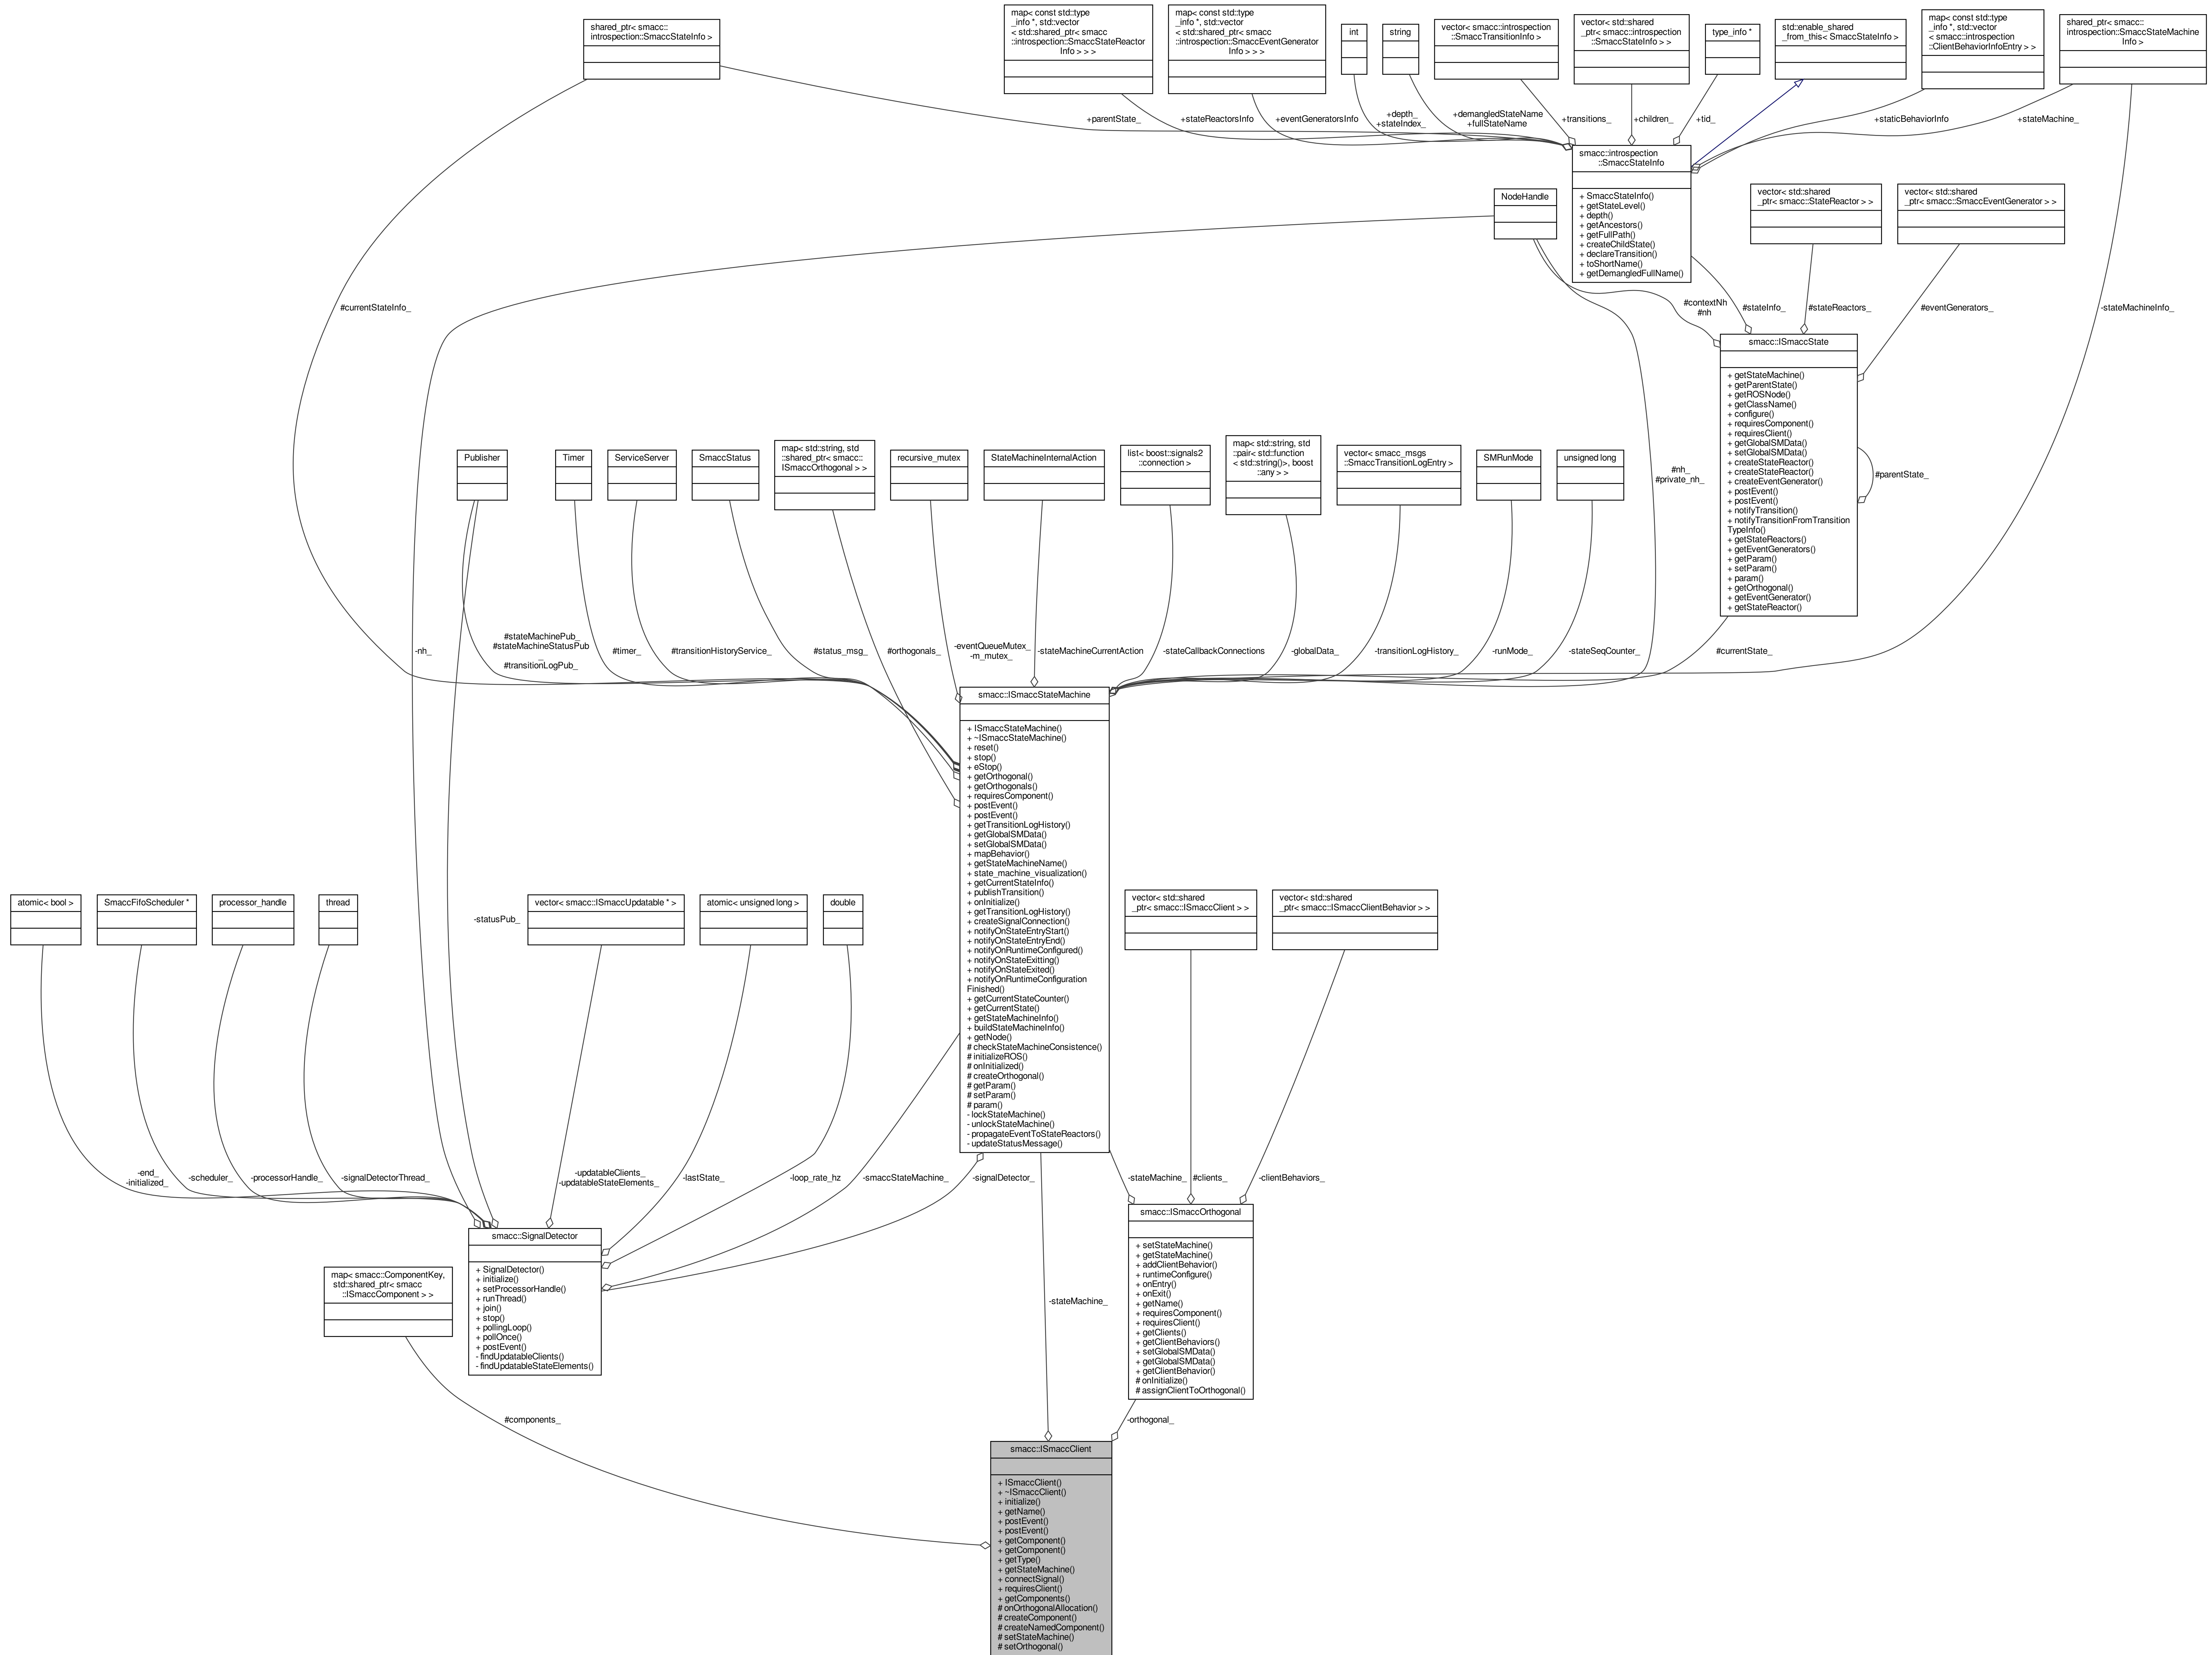 shared_ptr< smacc::
introspection::SmaccStateInfo >
map< const std::type
_info *, std::vector
< std::shared_ptr< smacc
::introspection::SmaccStateReactor
Info > > >
map< const std::type
_info *, std::vector
< std::shared_ptr< smacc
::introspection::SmaccEventGenerator
Info > > >
int
string
vector< smacc::introspection
::SmaccTransitionInfo >
vector< std::shared
_ptr< smacc::introspection
::SmaccStateInfo > >
type_info *
std::enable_shared
_from_this< SmaccStateInfo >
map< const std::type
_info *, std::vector
< smacc::introspection
::ClientBehaviorInfoEntry > >
shared_ptr< smacc::
introspection::SmaccStateMachine
Info >
+parentState_
+stateReactorsInfo
+eventGeneratorsInfo
+depth_
+stateIndex_
+demangledStateName
+fullStateName
+transitions_
+children_
+tid_
+staticBehaviorInfo
+stateMachine_
smacc::introspection
::SmaccStateInfo
+ SmaccStateInfo()
+ getStateLevel()
+ depth()
+ getAncestors()
+ getFullPath()
+ createChildState()
+ declareTransition()
+ toShortName()
+ getDemangledFullName()
NodeHandle
vector< std::shared
_ptr< smacc::StateReactor > >
vector< std::shared
_ptr< smacc::SmaccEventGenerator > >
#currentStateInfo_
#contextNh
#nh
#stateInfo_
#stateReactors_
#eventGenerators_
-stateMachineInfo_
smacc::ISmaccState
+ getStateMachine()
+ getParentState()
+ getROSNode()
+ getClassName()
+ configure()
+ requiresComponent()
+ requiresClient()
+ getGlobalSMData()
+ setGlobalSMData()
+ createStateReactor()
+ createStateReactor()
+ createEventGenerator()
+ postEvent()
+ postEvent()
+ notifyTransition()
+ notifyTransitionFromTransition
TypeInfo()
+ getStateReactors()
+ getEventGenerators()
+ getParam()
+ setParam()
+ param()
+ getOrthogonal()
+ getEventGenerator()
+ getStateReactor()
#parentState_
Publisher
Timer
ServiceServer
SmaccStatus
map< std::string, std
::shared_ptr< smacc::
ISmaccOrthogonal > >
recursive_mutex
StateMachineInternalAction
list< boost::signals2
::connection >
map< std::string, std
::pair< std::function
< std::string()>, boost
::any > >
vector< smacc_msgs
::SmaccTransitionLogEntry >
SMRunMode
unsigned long
#nh_
#private_nh_
-nh_
#stateMachinePub_
#stateMachineStatusPub
_
#transitionLogPub_
#timer_
#transitionHistoryService_
#status_msg_
#orthogonals_
-eventQueueMutex_
-m_mutex_
-stateMachineCurrentAction
-stateCallbackConnections
-globalData_
-transitionLogHistory_
-runMode_
-stateSeqCounter_
#currentState_
smacc::ISmaccStateMachine
+ ISmaccStateMachine()
+ ~ISmaccStateMachine()
+ reset()
+ stop()
+ eStop()
+ getOrthogonal()
+ getOrthogonals()
+ requiresComponent()
+ postEvent()
+ postEvent()
+ getTransitionLogHistory()
+ getGlobalSMData()
+ setGlobalSMData()
+ mapBehavior()
+ getStateMachineName()
+ state_machine_visualization()
+ getCurrentStateInfo()
+ publishTransition()
+ onInitialize()
+ getTransitionLogHistory()
+ createSignalConnection()
+ notifyOnStateEntryStart()
+ notifyOnStateEntryEnd()
+ notifyOnRuntimeConfigured()
+ notifyOnStateExitting()
+ notifyOnStateExited()
+ notifyOnRuntimeConfiguration
Finished()
+ getCurrentStateCounter()
+ getCurrentState()
+ getStateMachineInfo()
+ buildStateMachineInfo()
+ getNode()
# checkStateMachineConsistence()
# initializeROS()
# onInitialized()
# createOrthogonal()
# getParam()
# setParam()
# param()
- lockStateMachine()
- unlockStateMachine()
- propagateEventToStateReactors()
- updateStatusMessage()
atomic< bool >
SmaccFifoScheduler *
processor_handle
thread
-statusPub_
vector< smacc::ISmaccUpdatable * >
atomic< unsigned long >
double
vector< std::shared
_ptr< smacc::ISmaccClient > >
vector< std::shared
_ptr< smacc::ISmaccClientBehavior > >
-end_
-initialized_
-scheduler_
-processorHandle_
-signalDetectorThread_
-updatableClients_
-updatableStateElements_
-lastState_
-loop_rate_hz
-smaccStateMachine_
-signalDetector_
-stateMachine_
#clients_
-clientBehaviors_
smacc::SignalDetector
+ SignalDetector()
+ initialize()
+ setProcessorHandle()
+ runThread()
+ join()
+ stop()
+ pollingLoop()
+ pollOnce()
+ postEvent()
- findUpdatableClients()
- findUpdatableStateElements()
smacc::ISmaccOrthogonal
+ setStateMachine()
+ getStateMachine()
+ addClientBehavior()
+ runtimeConfigure()
+ onEntry()
+ onExit()
+ getName()
+ requiresComponent()
+ requiresClient()
+ getClients()
+ getClientBehaviors()
+ setGlobalSMData()
+ getGlobalSMData()
+ getClientBehavior()
# onInitialize()
# assignClientToOrthogonal()
map< smacc::ComponentKey,
std::shared_ptr< smacc
::ISmaccComponent > >
-stateMachine_
#components_
-orthogonal_
smacc::ISmaccClient
+ ISmaccClient()
+ ~ISmaccClient()
+ initialize()
+ getName()
+ postEvent()
+ postEvent()
+ getComponent()
+ getComponent()
+ getType()
+ getStateMachine()
+ connectSignal()
+ requiresClient()
+ getComponents()
# onOrthogonalAllocation()
# createComponent()
# createNamedComponent()
# setStateMachine()
# setOrthogonal()